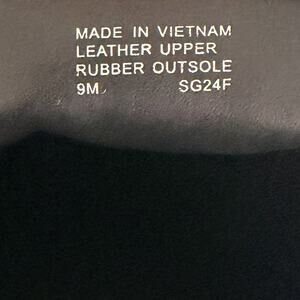 MADE IN VIETNAM
LEATHER UPPER
RUBBER OUTSOLE
9M SG24F